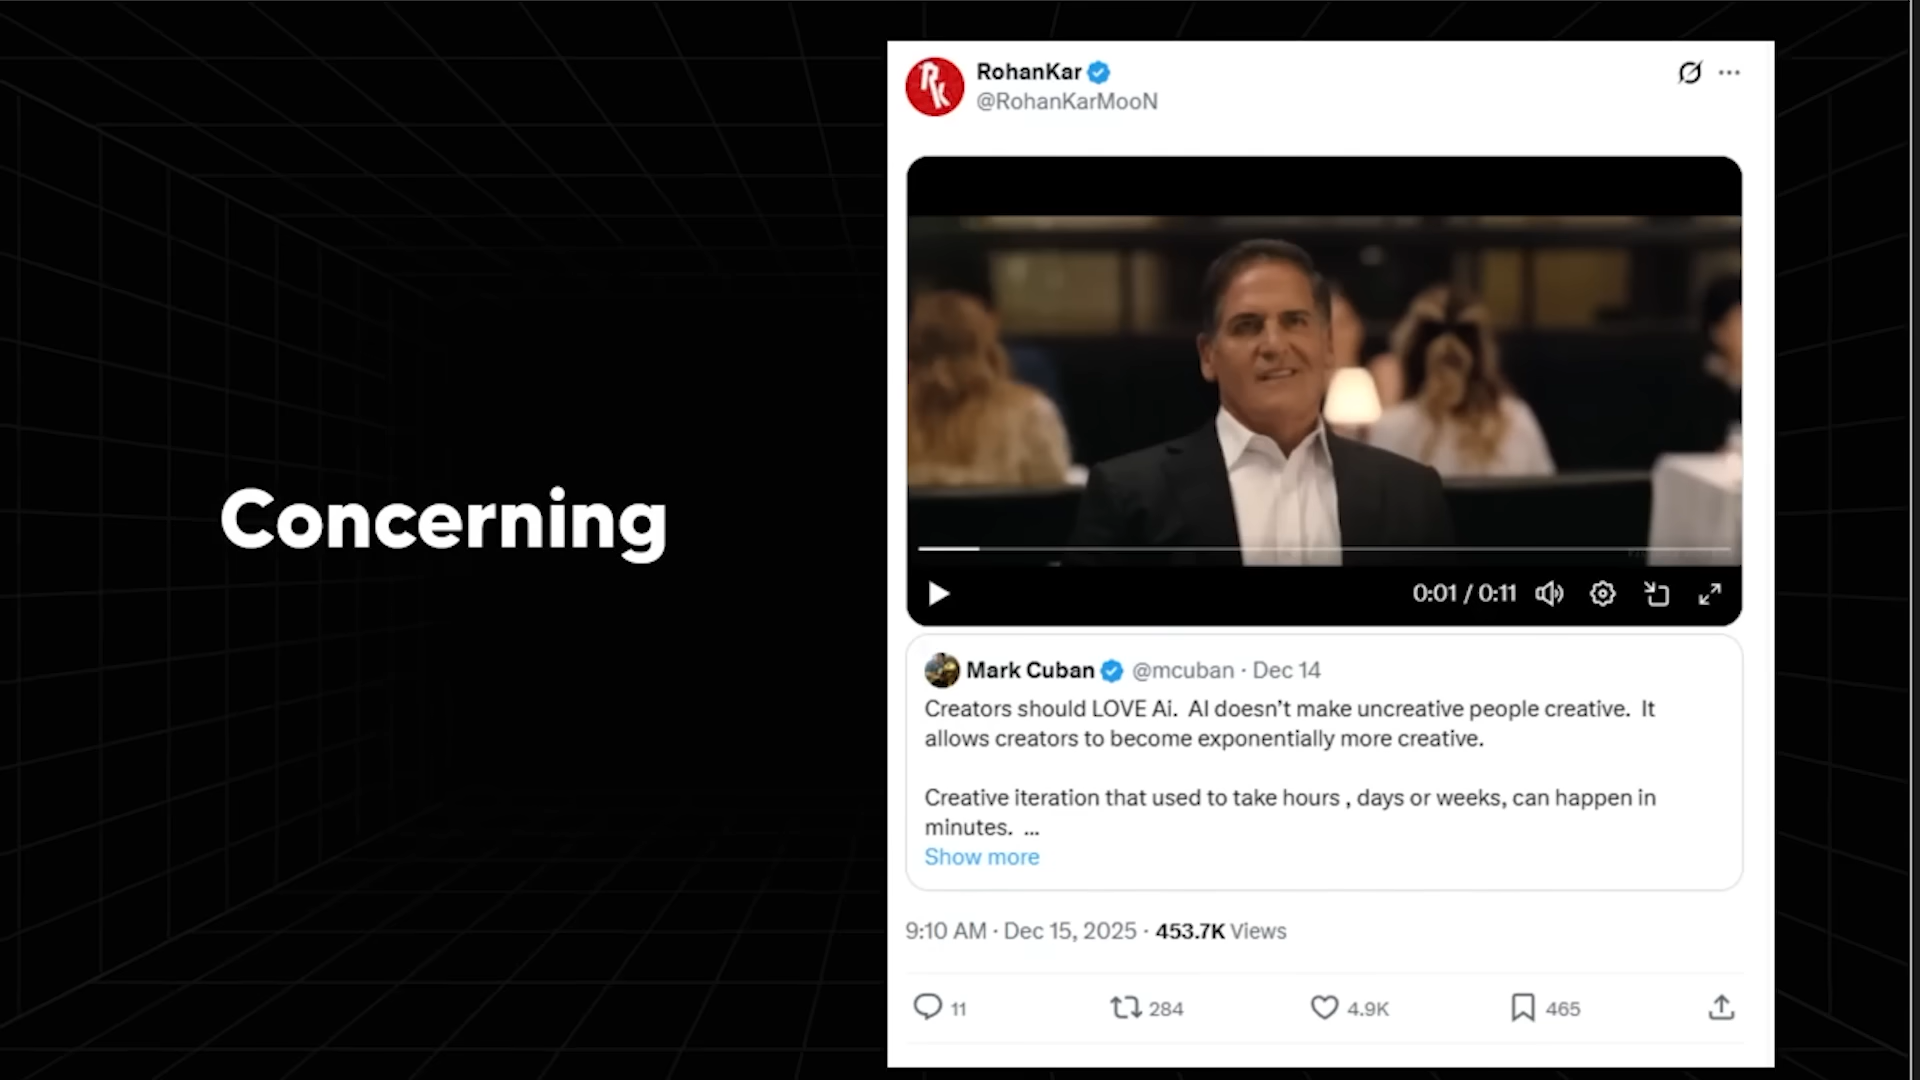 Concerning
RohanKar
@RohanKarMooN
0:01 / 0:11
Mark Cuban @mcuban · Dec 14
Creators should LOVE Ai.  AI doesn’t make uncreative people creative.  It
allows creators to become exponentially more creative.
Creative iteration that used to take hours , days or weeks, can happen in
minutes.  ...
Show more
9:10 AM · Dec 15, 2025 · 453.7K Views
11
284
4.9K
465